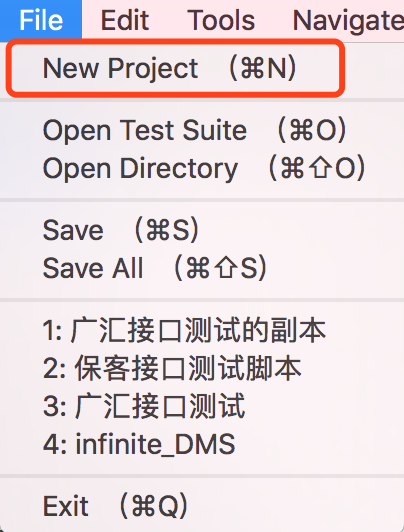 File Edit Tools Navigate
New Project (⌘N)
Open Test Suite (⌘O)
Open Directory (⌘⇧O)
Save (⌘S)
Save All (⌘⇧S)
1: 广汇接口测试的副本
2: 保客接口测试脚本
3: 广汇接口测试
4: infinite_DMS
Exit (⌘Q)